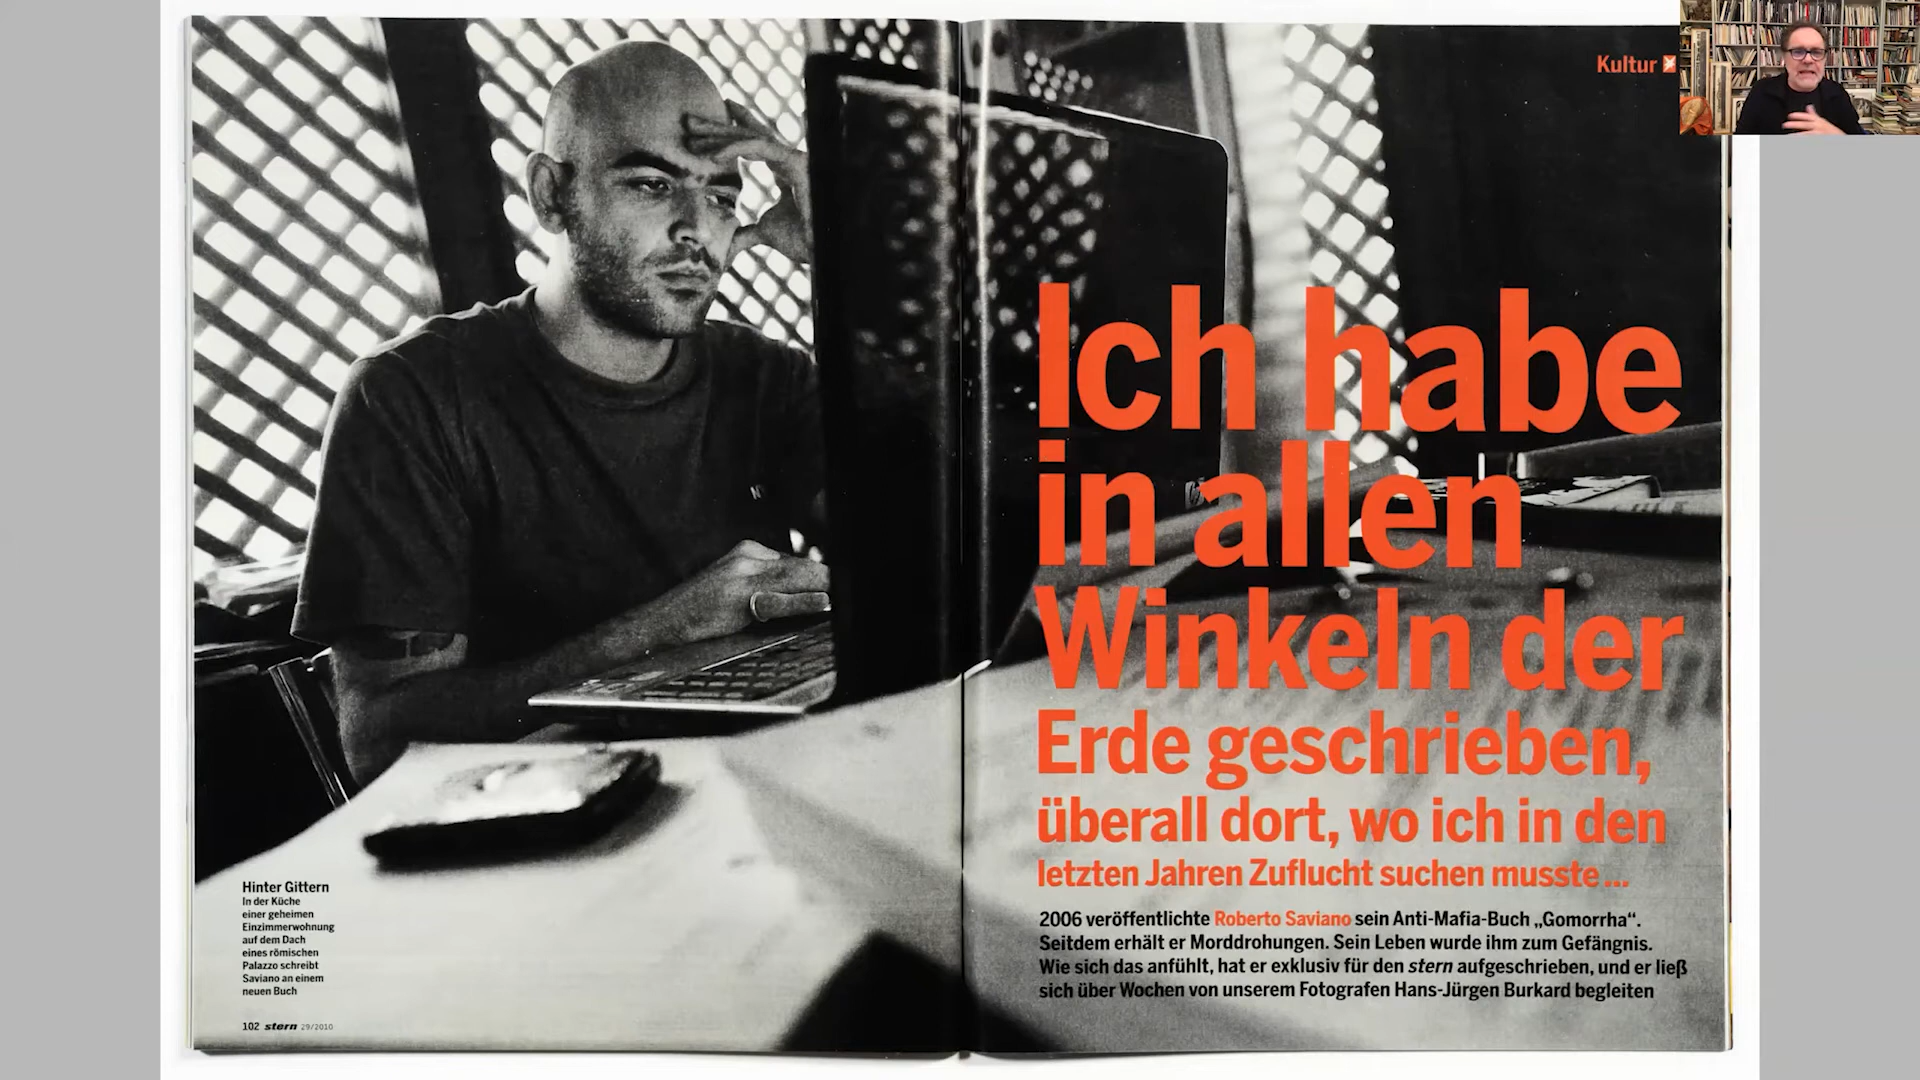 Kultur
Ich habe
in allen
Winkeln der
Erde geschrieben,
überall dort, wo ich in den
letzten Jahren Zuflucht suchen musste ...
2006 veröffentlichte Roberto Saviano sein Anti-Mafia-Buch „Gomorrha“.
Seitdem erhält er Morddrohungen. Sein Leben wurde ihm zum Gefängnis.
Wie sich das anfühlt, hat er exklusiv für den stern aufgeschrieben, und er ließ
sich über Wochen von unserem Fotografen Hans-Jürgen Burkard begleiten
Hinter Gittern
In der Küche
einer geheimen
Einzimmerwohnung
auf dem Dach
eines römischen
Palazzo schreibt
Saviano an einem
neuen Buch
102 stern 29/2010